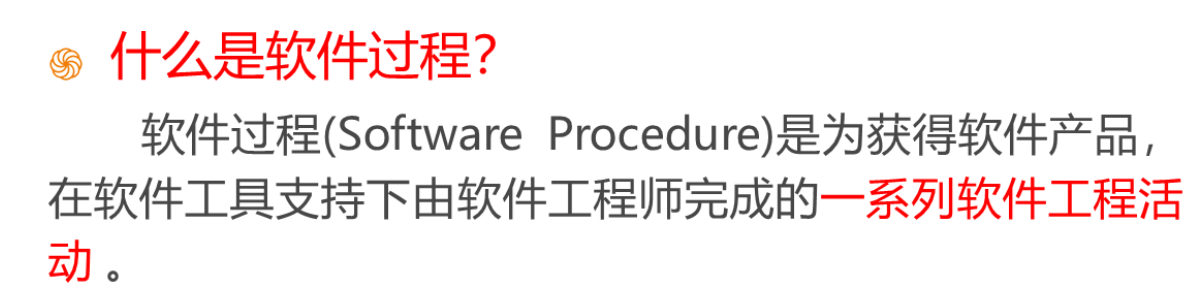 什么是软件过程？
软件过程(Software Procedure)是为获得软件产品，
在软件工具支持下由软件工程师完成的一系列软件工程活
动。